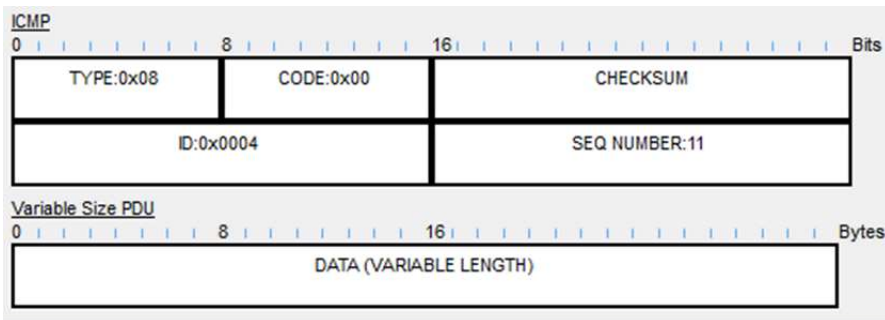 ICMP
0 8 16 Bits
TYPE:0x08 CODE:0x00 CHECKSUM
ID:0x0004 SEQ NUMBER:11
Variable Size PDU
0 8 16 Bytes
DATA (VARIABLE LENGTH)